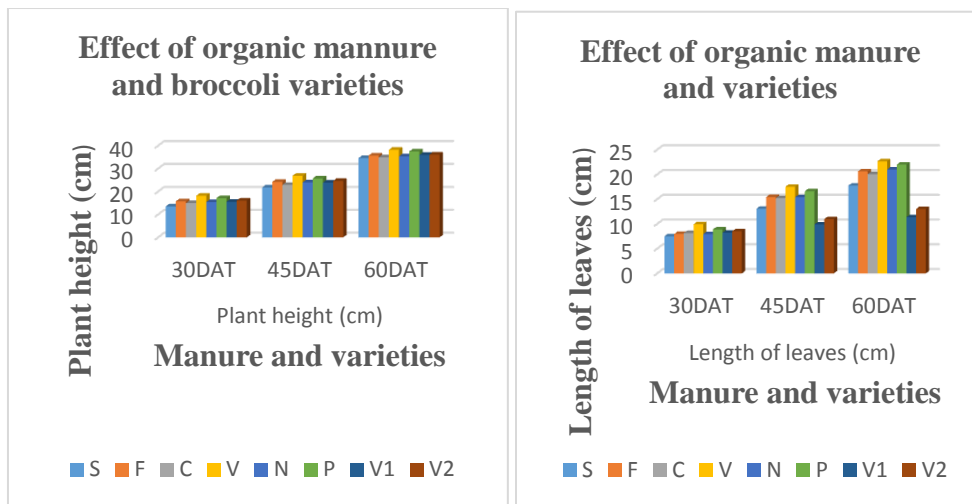 Effect of organic mannure
and broccoli varieties
Plant height (cm)
40
30
20
10
0
30DAT 45DAT 60DAT
Plant height (cm)
Manure and varieties
S F C V N P V1 V2
Effect of organic manure
and varieties
Length of leaves (cm)
25
20
15
10
5
0
30DAT 45DAT 60DAT
Length of leaves (cm)
Manure and varieties
S F C V N P V1 V2